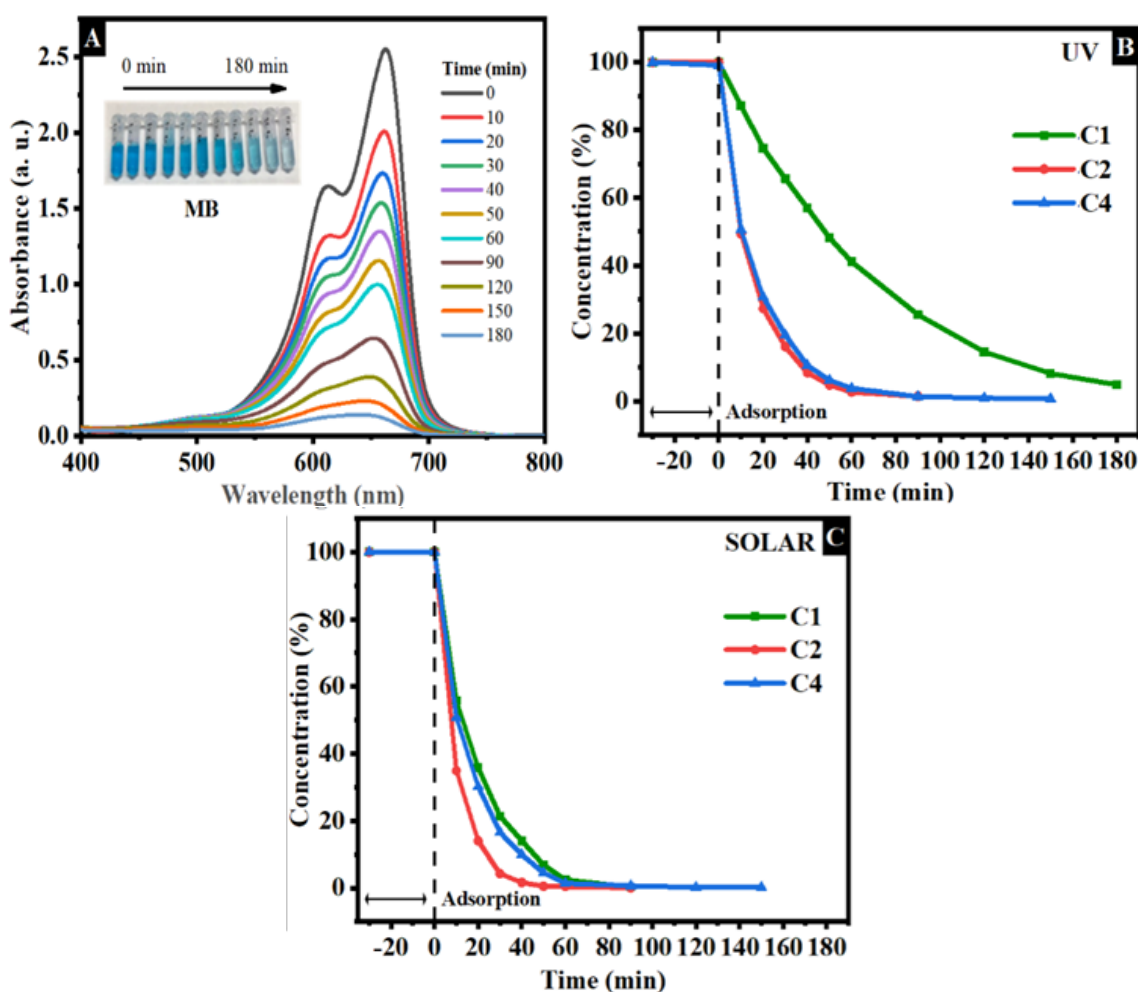 A
0 min 180 min
MB
Time (min)
0
10
20
30
40
50
60
90
120
150
180
2.5
2.0
1.5
1.0
0.5
0.0
Absorbance (a. u.)
400 500 600 700 800
Wavelength (nm)
B
UV
C1
C2
C4
100
80
60
40
20
0
Concentration (%)
Adsorption
-20 0 20 40 60 80 100 120 140 160 180
Time (min)
C
SOLAR
C1
C2
C4
100
80
60
40
20
0
Concentration (%)
Adsorption
-20 0 20 40 60 80 100 120 140 160 180
Time (min)